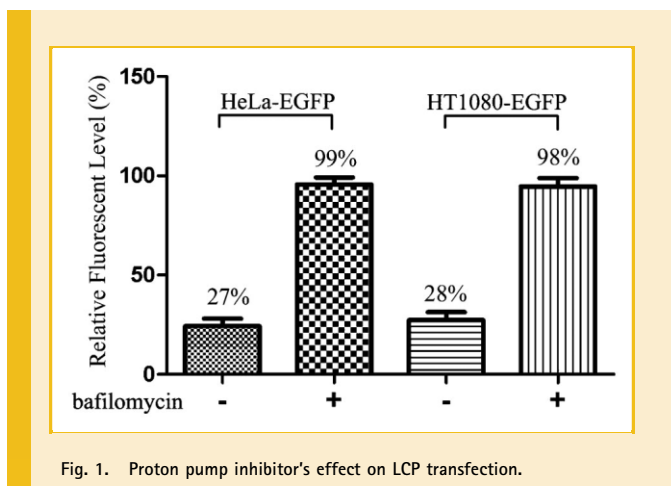 150
HeLa-EGFP
HT1080-EGFP
99%
98%
100
Relative Fluorescent Level (%)
50
27%
28%
0
bafilomycin - + - +
Fig. 1. Proton pump inhibitor's effect on LCP transfection.